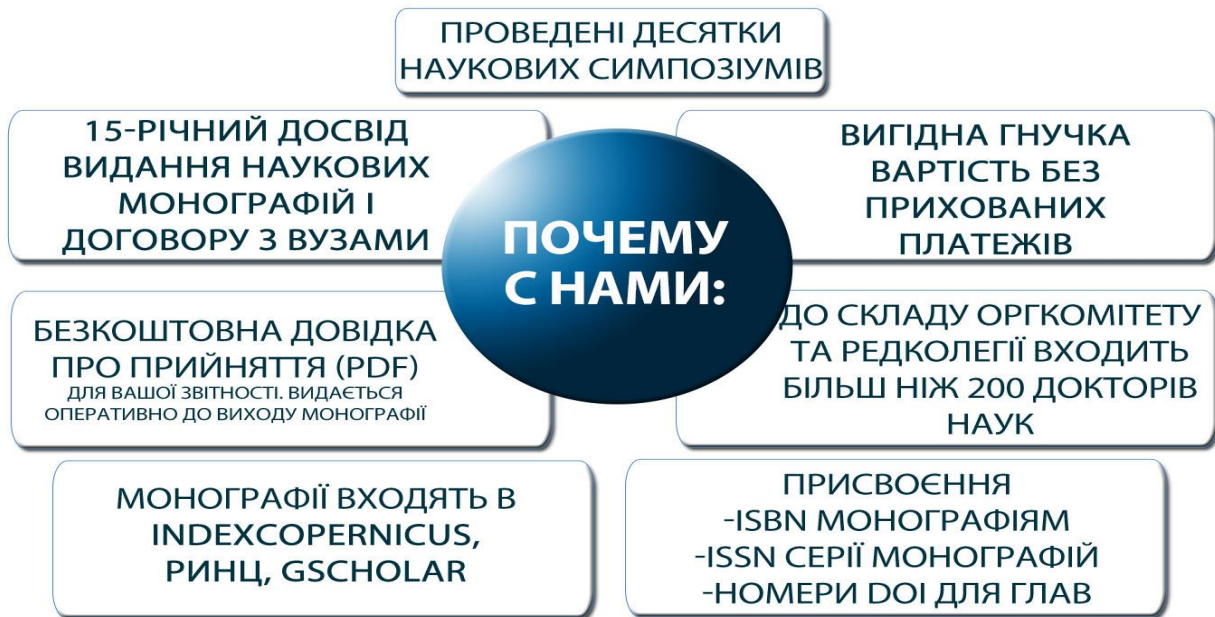 ПРОВЕДЕНІ ДЕСЯТКИ
НАУКОВИХ СИМПОЗІУМІВ
15-РІЧНИЙ ДОСВІД
ВИДАННЯ НАУКОВИХ
МОНОГРАФІЙ І
ДОГОВОРУ З ВУЗАМИ
ВИГІДНА ГНУЧКА
ВАРТІСТЬ БЕЗ
ПРИХОВАНИХ
ПЛАТЕЖІВ
ПОЧЕМУ
С НАМИ:
БЕЗКОШТОВНА ДОВІДКА
ПРО ПРИЙНЯТТЯ (PDF)
ДЛЯ ВАШОЇ ЗВІТНОСТІ. ВИДАЄТЬСЯ
ОПЕРАТИВНО ДО ВИХОДУ МОНОГРАФІЇ
ДО СКЛАДУ ОРГКОМІТЕТУ
ТА РЕДКОЛЕГІЇ ВХОДИТЬ
БІЛЬШ НІЖ 200 ДОКТОРІВ
НАУК
МОНОГРАФІЇ ВХОДЯТЬ В
INDEXCOPERNICUS,
РИНЦ, GSCHOLAR
ПРИСВОЄННЯ
-ISBN МОНОГРАФІЯМ
-ISSN СЕРІЇ МОНОГРАФІЙ
-НОМЕРИ DOI ДЛЯ ГЛАВ